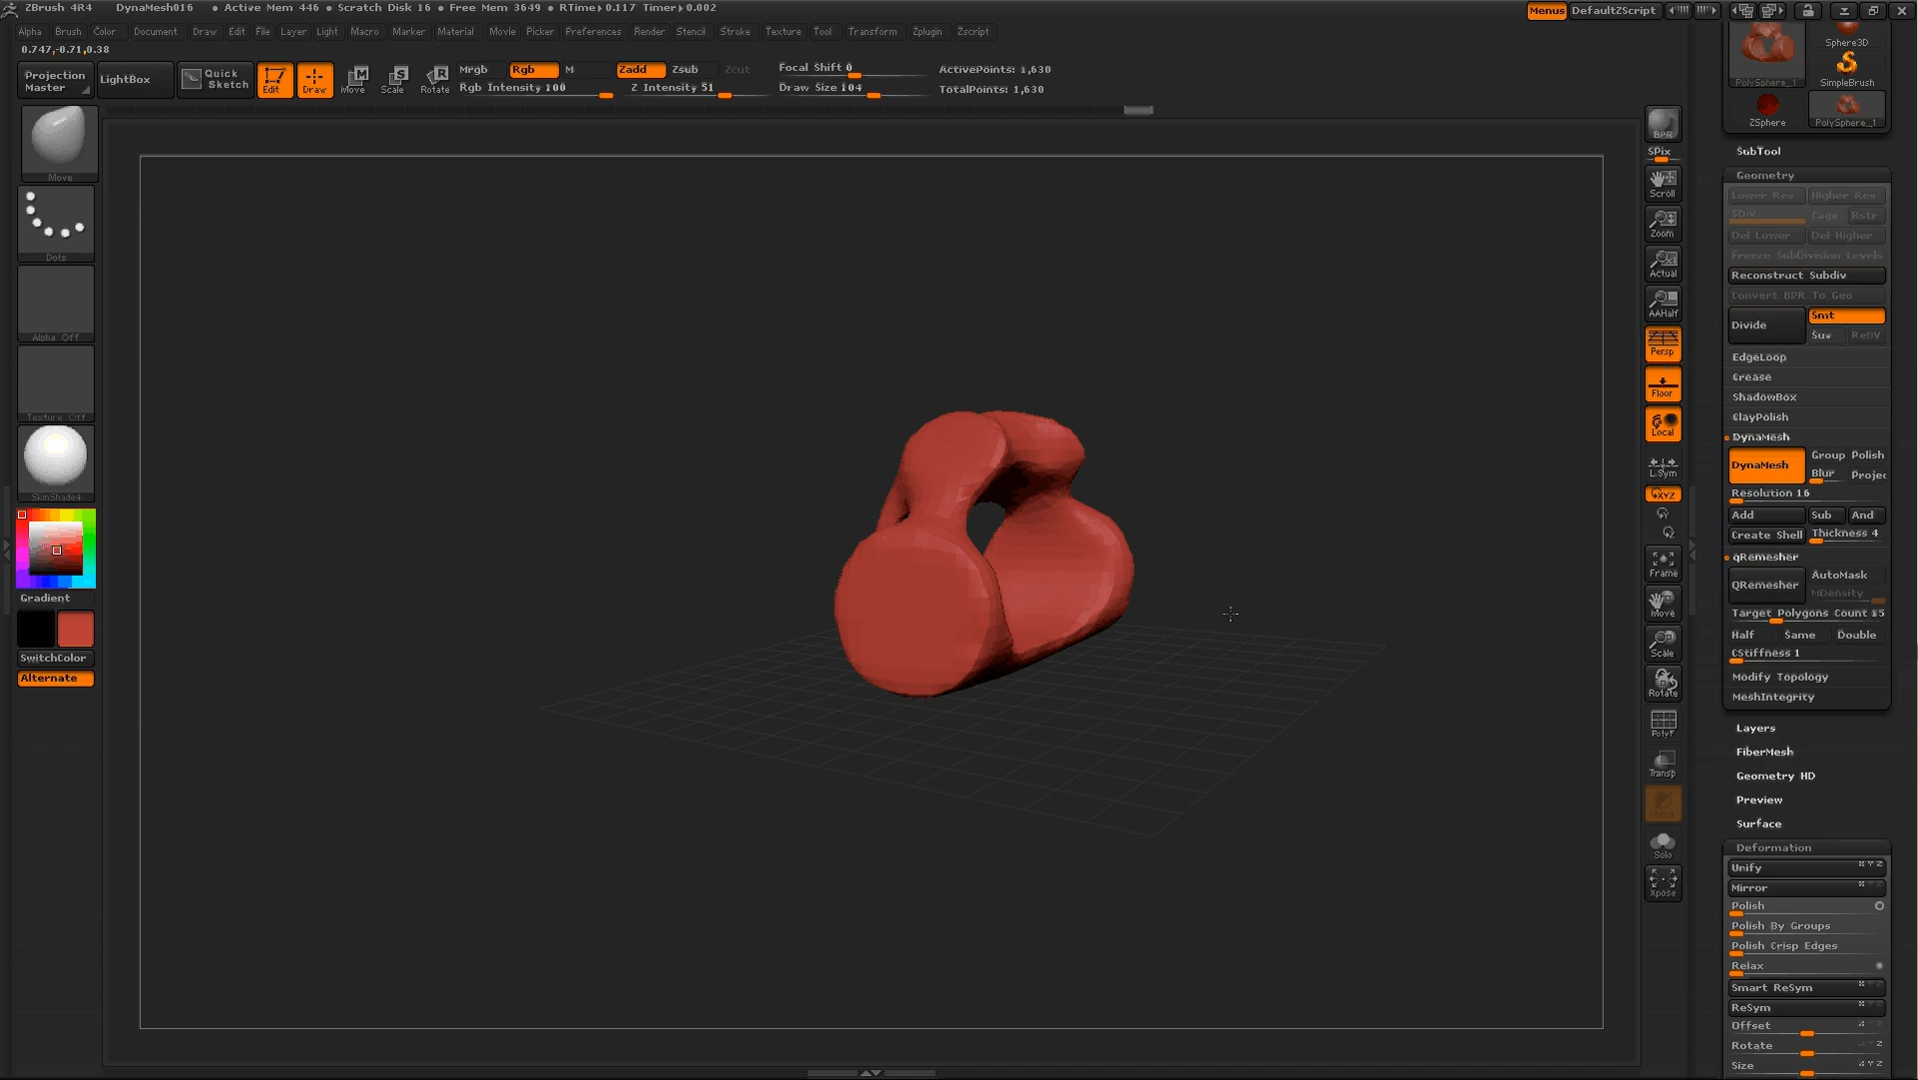 ZBrush 4R4 DynaMesh016 • Active Mem 446 • Scratch Disk 16 • Free Mem 3649 • RTime▸0.117 Timer▸0.002
Menus DefaultZScript
Alpha Brush Color Document Draw Edit File Layer Light Macro Marker Material Movie Picker Preferences Render Stencil Stroke Texture Tool Transform Zplugin Zscript
0.747,-0.71,0.38
Projection Master
LightBox
Quick Sketch
Edit
Draw
Move
Scale
Rotate
Mrgb Rgb M
Rgb Intensity 100
Zadd Zsub Zcut
Z Intensity 51
Focal Shift 0
Draw Size 104
ActivePoints: 1,630
TotalPoints: 1,630
Move
Dots
Alpha Off
Texture Off
SkinShade4
Gradient
SwitchColor
Alternate
BPR
SPix
Scroll
Zoom
Actual
AAHalf
Persp
Floor
Local
L.Sym
XYZ
Frame
Move
Scale
Rotate
PolyF
Transp
Solo
Xpose
Sphere3D
PolySphere_1
SimpleBrush
ZSphere
PolySphere_1
SubTool
Geometry
Lower Res Higher Res
SDiv Cage Rstr
Del Lower Del Higher
Freeze SubDivision Levels
Reconstruct Subdiv
Convert BPR To Geo
Divide
Smt
Suv ReUV
EdgeLoop
Crease
ShadowBox
ClayPolish
DynaMesh
DynaMesh
Group Polish
Blur Projec
Resolution 16
Add Sub And
Create Shell Thickness 4
qRemesher
QRemesher
AutoMask
MDensity
Target Polygons Count 15
Half Same Double
CStiffness 1
Modify Topology
MeshIntegrity
Layers
FiberMesh
Geometry HD
Preview
Surface
Deformation
Unify X Y Z
Mirror
Polish
Polish By Groups
Polish Crisp Edges
Relax
Smart ReSym
ReSym
Offset
Rotate
Size